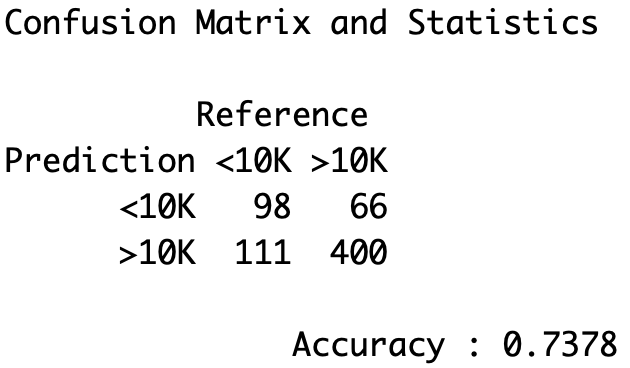 Confusion Matrix and Statistics
Reference
Prediction <10K >10K
<10K 98 66
>10K 111 400
Accuracy : 0.7378